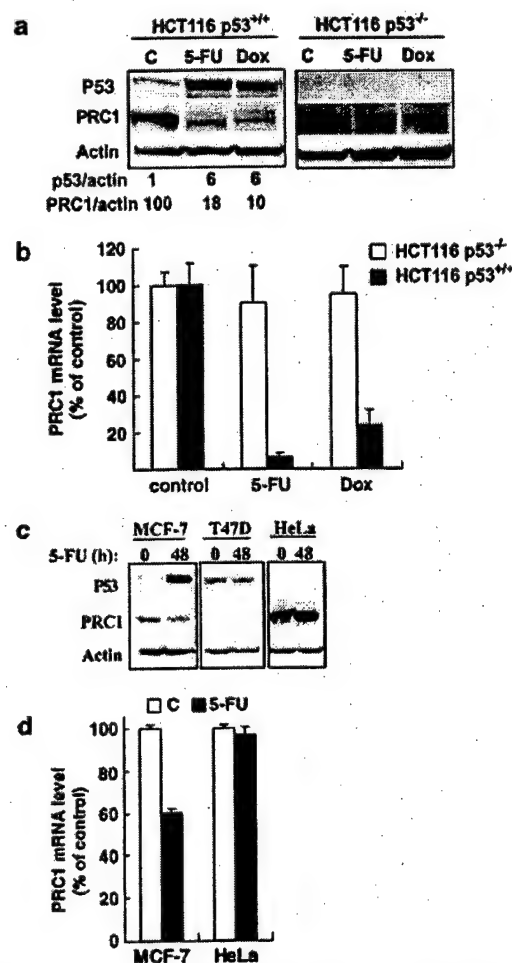 a
HCT116 p53+/+ HCT116 p53-/-
C 5-FU Dox C 5-FU Dox
P53
PRC1
Actin
p53/actin 1 6 6
PRC1/actin 100 18 10
b
HCT116 p53-/-
HCT116 p53+/+
PRC1 mRNA level
(% of control)
100
80
60
40
20
control 5-FU Dox
c
MCF-7 T47D HeLa
5-FU (h): 0 48 0 48 0 48
P53
PRC1
Actin
d
C 5-FU
PRC1 mRNA level
(% of control)
100
80
60
40
20
0
MCF-7 HeLa